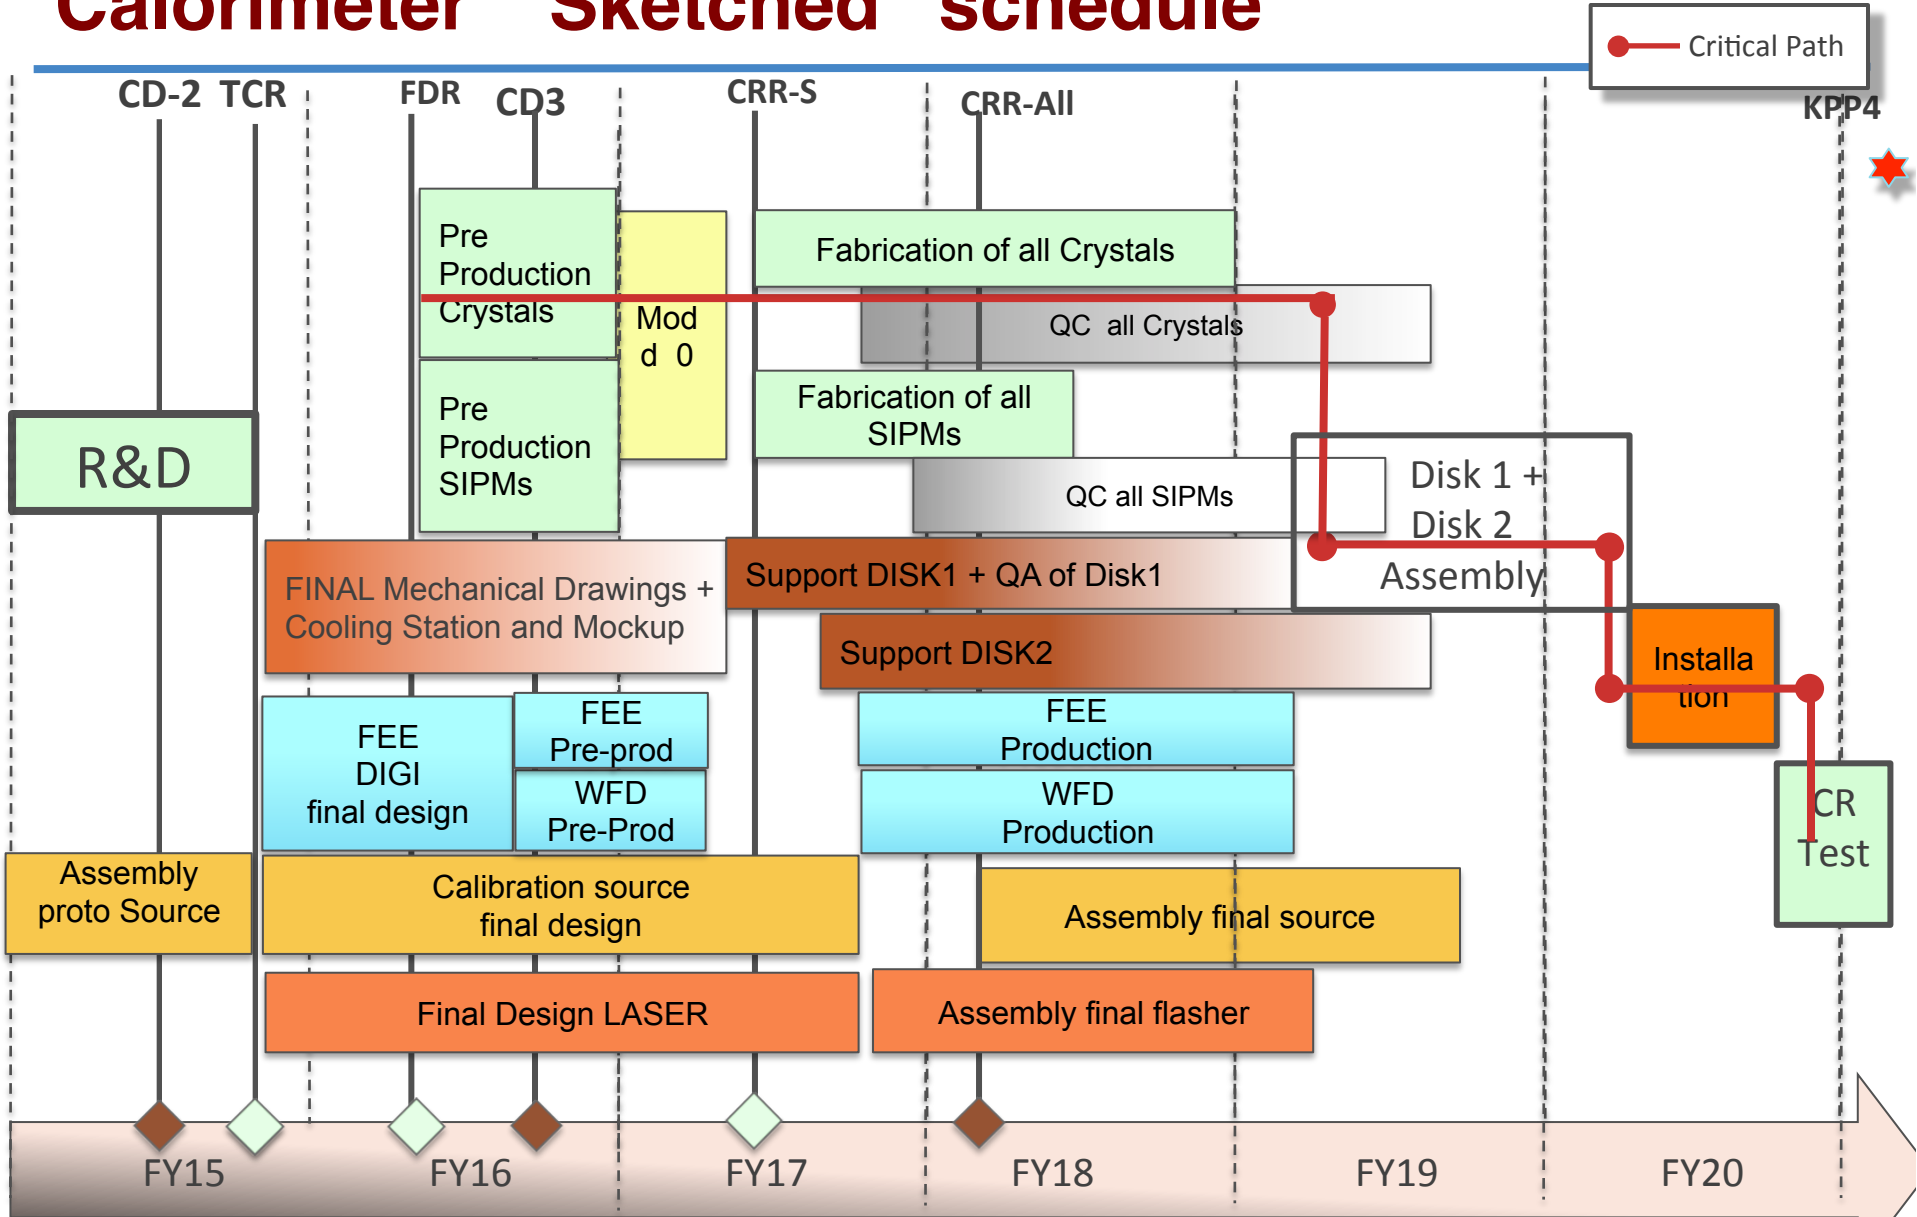 Calorimeter Sketched schedule
Critical Path
CD-2 TCR FDR CD3 CRR-S CRR-All KPP4
Pre
Production
Crystals
Mod
d 0
Fabrication of all Crystals
QC all Crystals
Pre
Production
SIPMs
Fabrication of all
SIPMs
QC all SIPMs
R&D
Disk 1 +
Disk 2
Assembly
FINAL Mechanical Drawings +
Cooling Station and Mockup
Support DISK1 + QA of Disk1
Support DISK2
Installa
tion
FEE
DIGI
final design
FEE
Pre-prod
WFD
Pre-Prod
FEE
Production
WFD
Production
CR
Test
Assembly
proto Source
Calibration source
final design
Assembly final source
Final Design LASER
Assembly final flasher
FY15 FY16 FY17 FY18 FY19 FY20